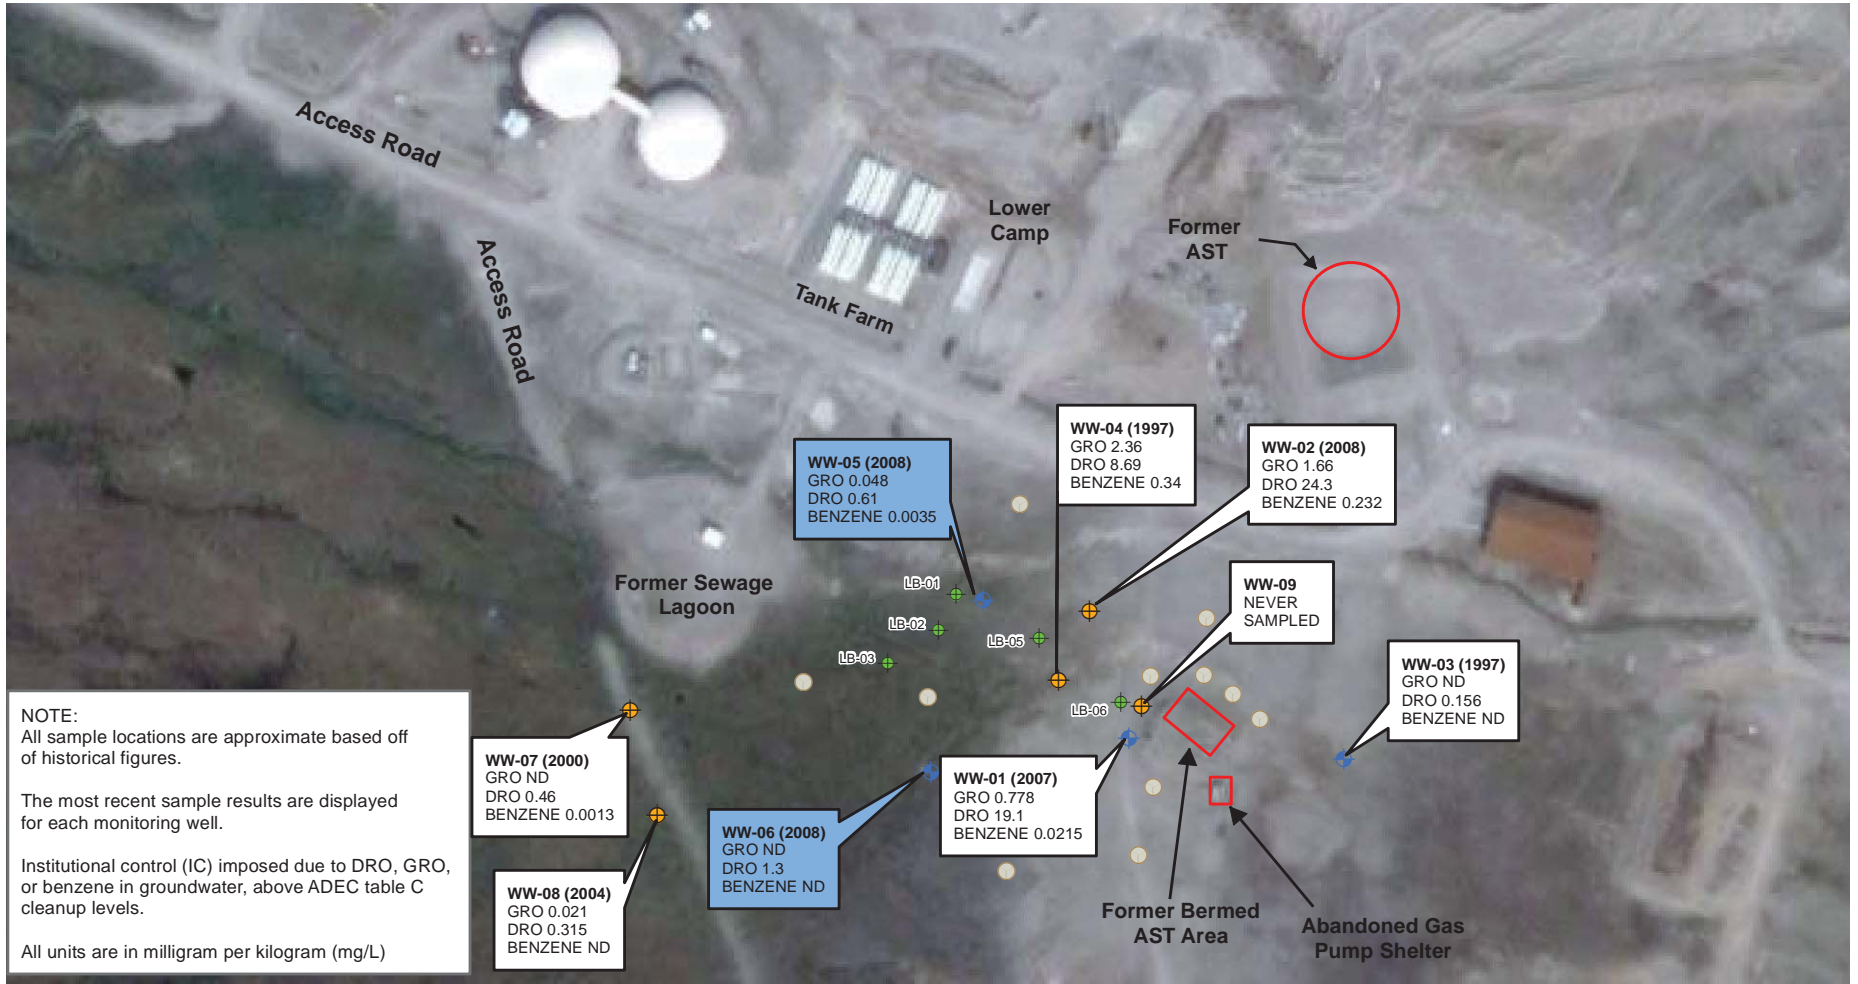 Access Road
Access Road
Tank Farm
Lower
Camp
Former
AST
WW-04 (1997)
GRO 2.36
DRO 8.69
BENZENE 0.34
WW-02 (2008)
GRO 1.66
DRO 24.3
BENZENE 0.232
WW-05 (2008)
GRO 0.048
DRO 0.61
BENZENE 0.0035
Former Sewage
Lagoon
LB-01
LB-02
LB-03
LB-05
LB-06
WW-09
NEVER
SAMPLED
WW-03 (1997)
GRO ND
DRO 0.156
BENZENE ND
NOTE:
All sample locations are approximate based off
of historical figures.
The most recent sample results are displayed
for each monitoring well.
Institutional control (IC) imposed due to DRO, GRO,
or benzene in groundwater, above ADEC table C
cleanup levels.
All units are in milligram per kilogram (mg/L)
WW-07 (2000)
GRO ND
DRO 0.46
BENZENE 0.0013
WW-08 (2004)
GRO 0.021
DRO 0.315
BENZENE ND
WW-06 (2008)
GRO ND
DRO 1.3
BENZENE ND
WW-01 (2007)
GRO 0.778
DRO 19.1
BENZENE 0.0215
Former Bermed
AST Area
Abandoned Gas
Pump Shelter